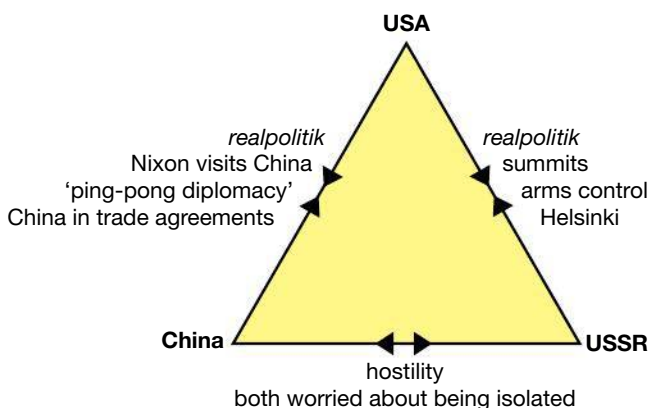 USA
realpolitik
Nixon visits China
‘ping-pong diplomacy’
China in trade agreements
realpolitik
summits
arms control
Helsinki
China
USSR
hostility
both worried about being isolated